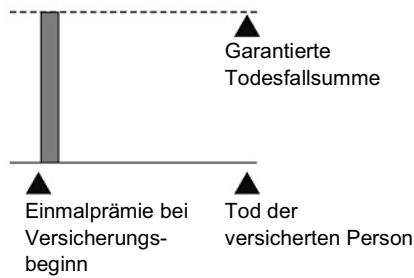 Garantierte
Todesfallsumme
Einmalprämie bei
Versicherungs-
beginn
Tod der
versicherten Person